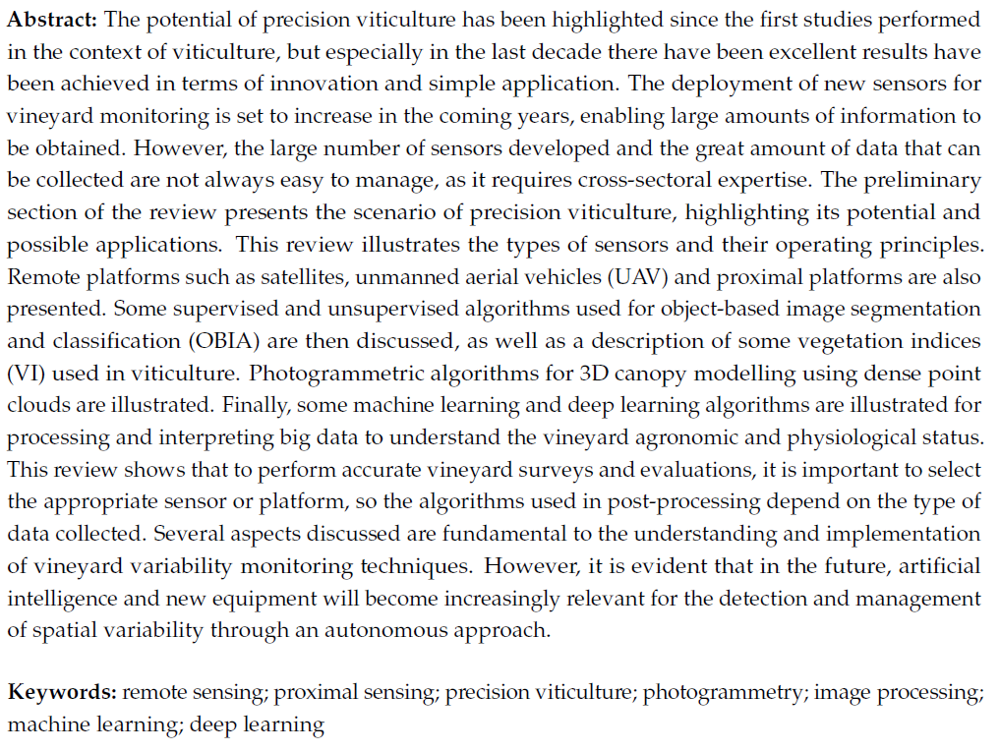 Abstract: The potential of precision viticulture has been highlighted since the first studies performed
in the context of viticulture, but especially in the last decade there have been excellent results have
been achieved in terms of innovation and simple application. The deployment of new sensors for
vineyard monitoring is set to increase in the coming years, enabling large amounts of information to
be obtained. However, the large number of sensors developed and the great amount of data that can
be collected are not always easy to manage, as it requires cross-sectoral expertise. The preliminary
section of the review presents the scenario of precision viticulture, highlighting its potential and
possible applications. This review illustrates the types of sensors and their operating principles.
Remote platforms such as satellites, unmanned aerial vehicles (UAV) and proximal platforms are also
presented. Some supervised and unsupervised algorithms used for object-based image segmentation
and classification (OBIA) are then discussed, as well as a description of some vegetation indices
(VI) used in viticulture. Photogrammetric algorithms for 3D canopy modelling using dense point
clouds are illustrated. Finally, some machine learning and deep learning algorithms are illustrated for
processing and interpreting big data to understand the vineyard agronomic and physiological status.
This review shows that to perform accurate vineyard surveys and evaluations, it is important to select
the appropriate sensor or platform, so the algorithms used in post-processing depend on the type of
data collected. Several aspects discussed are fundamental to the understanding and implementation
of vineyard variability monitoring techniques. However, it is evident that in the future, artificial
intelligence and new equipment will become increasingly relevant for the detection and management
of spatial variability through an autonomous approach.
Keywords: remote sensing; proximal sensing; precision viticulture; photogrammetry; image processing;
machine learning; deep learning